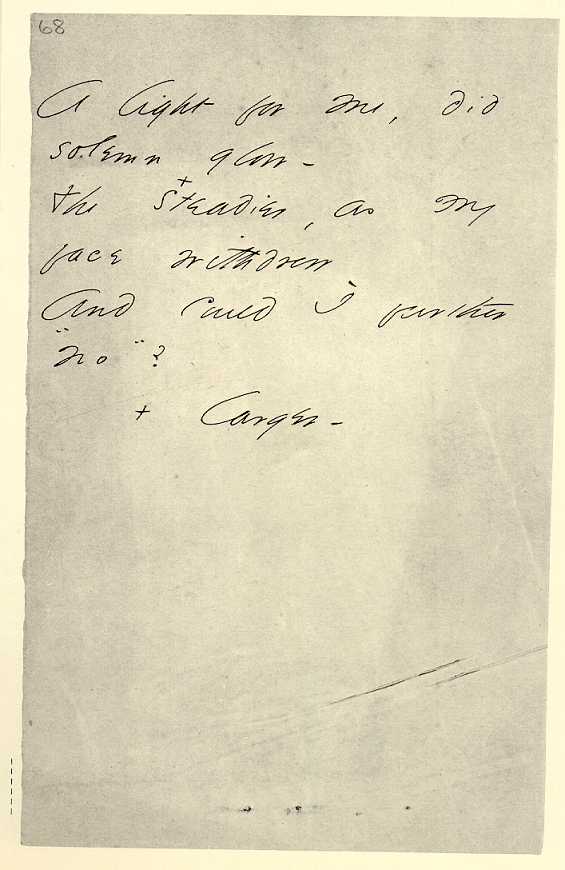 68
A light for me, did
solemn glow -
+
The steadier, as my
face withdrew
And could I further
"no"?
+ Larger -